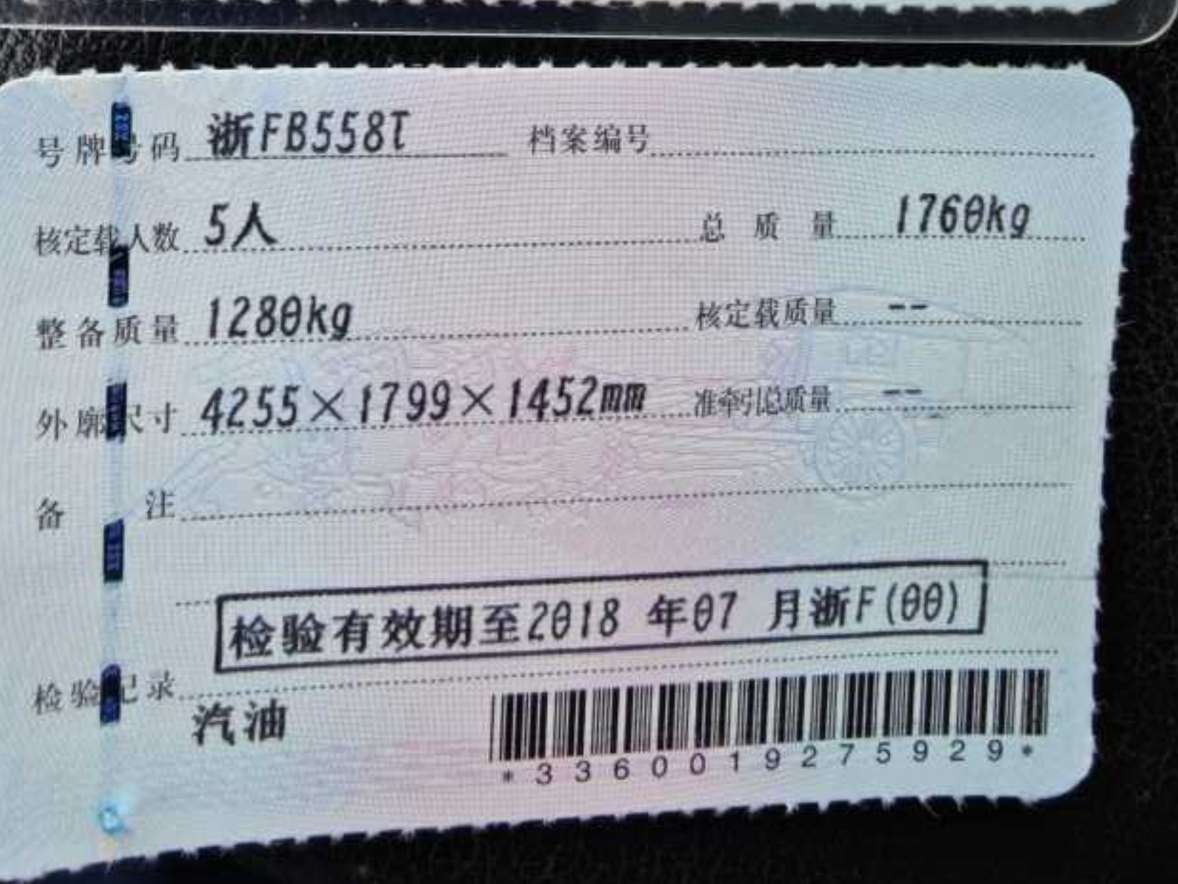 号牌号码 浙FB558T 档案编号
核定载人数 5人 总质量 1760kg
整备质量 1280kg 核定载质量 --
外廓尺寸 4255×1799×1452mm 准牵引总质量 --
备注
检验有效期至2018 年07 月浙F(00)
检验记录
汽油
*3360019275929*